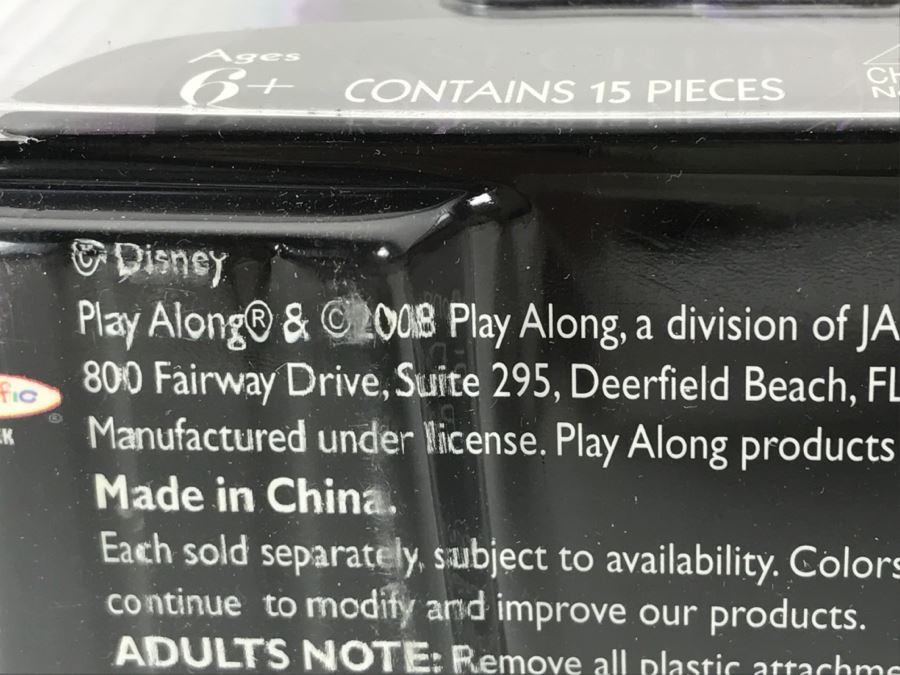 Ages
6+ CONTAINS 15 PIECES
CH
© Disney
Play Along® & © 2008 Play Along, a division of JA
800 Fairway Drive, Suite 295, Deerfield Beach, FL
fic ®
Manufactured under license. Play Along products
K
Made in China.
Each sold separately, subject to availability. Colors
continue to modify and improve our products.
ADULTS NOTE: Remove all plastic attachme